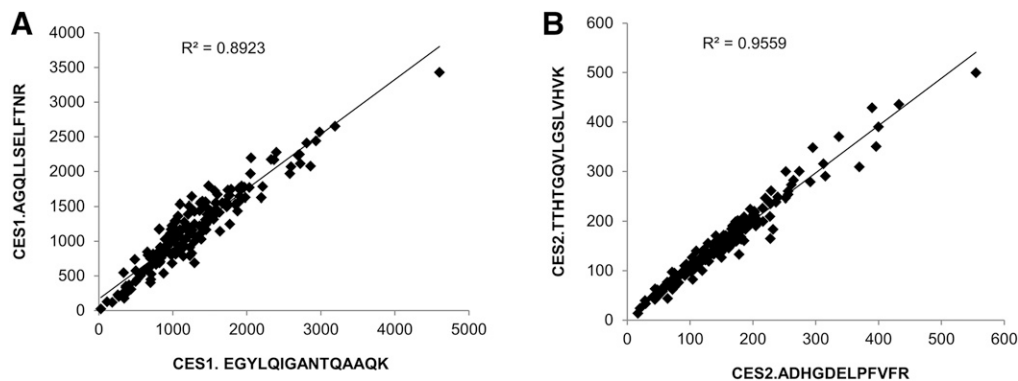 A
R² = 0.8923
CES1.AGQLLSELFTNR
4000
3500
3000
2500
2000
1500
1000
500
0
0 1000 2000 3000 4000 5000
CES1. EGYLQIGANTQAAQK
B
R² = 0.9559
CES2.TTHTGQVLGSLVHVK
600
500
400
300
200
100
0
0 100 200 300 400 500 600
CES2.ADHGDELPFVFR